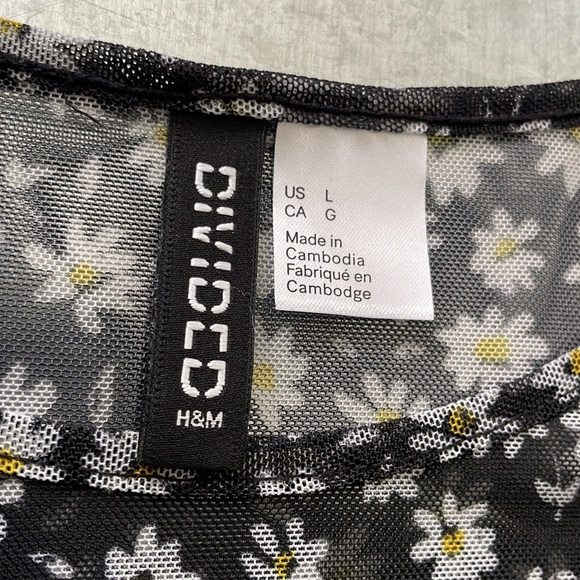 DIVIDED
H&M
US L
CA G
Made in
Cambodia
Fabriqué en
Cambodge